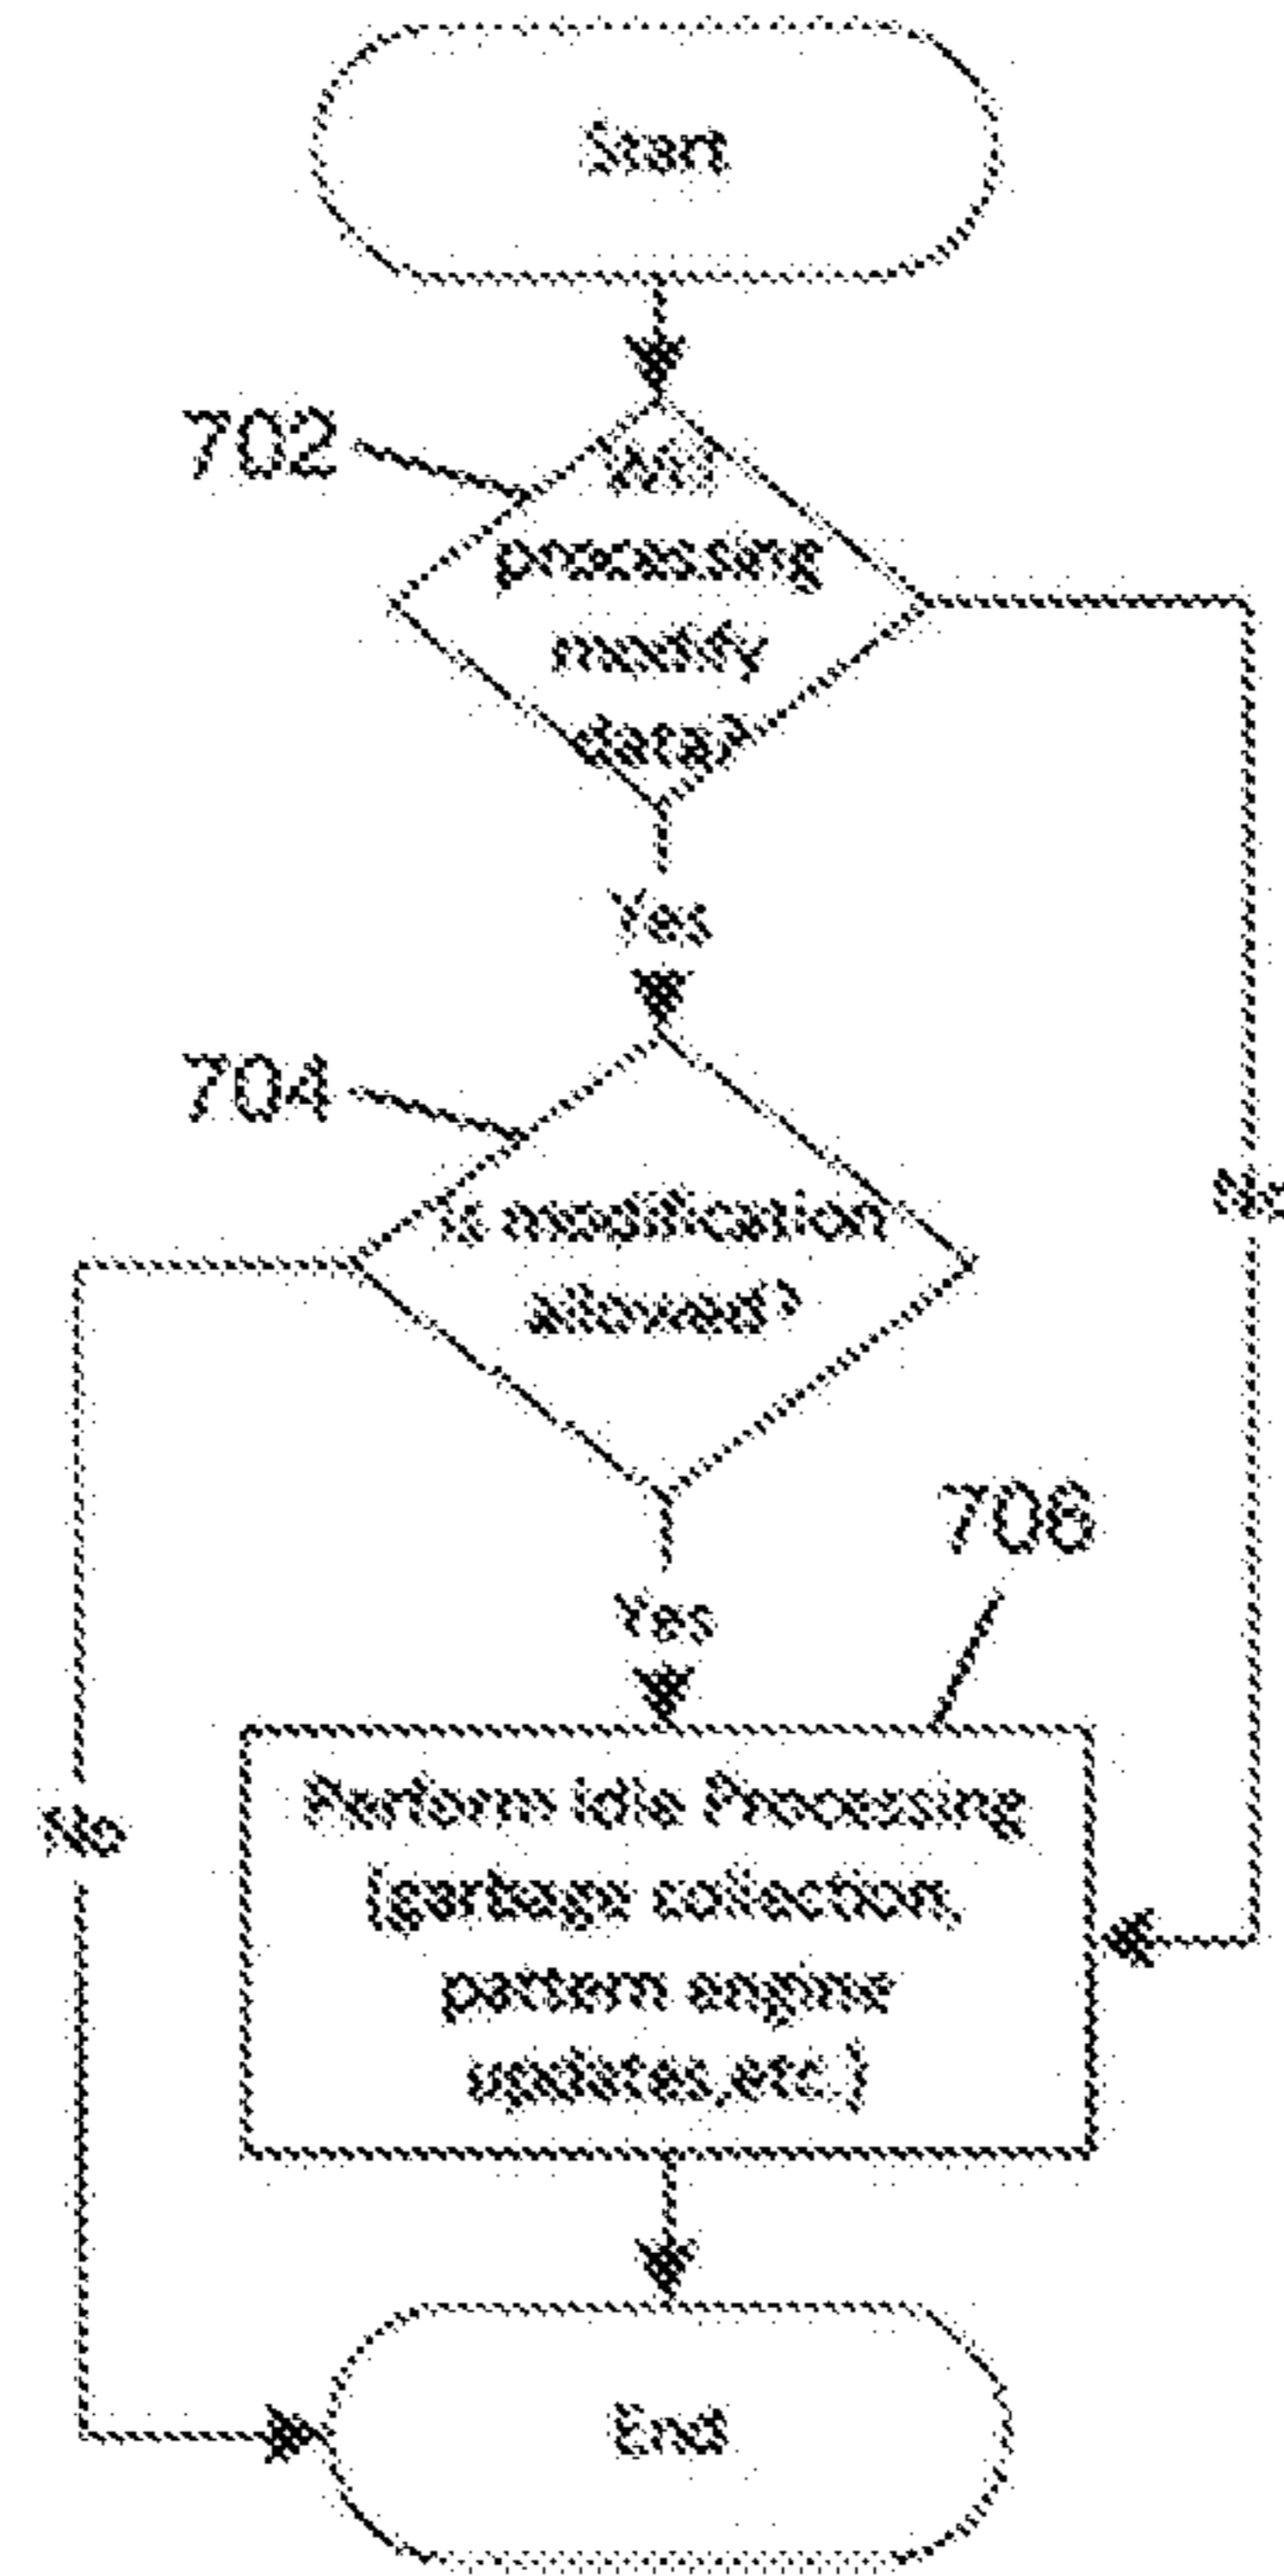 Start
702
Will
processing
modify
data?
Yes
704
Is modification
allowed?
No
706
Yes
Perform Idle Processing
(garbage collection,
pattern engine
updates,etc.)
No
End